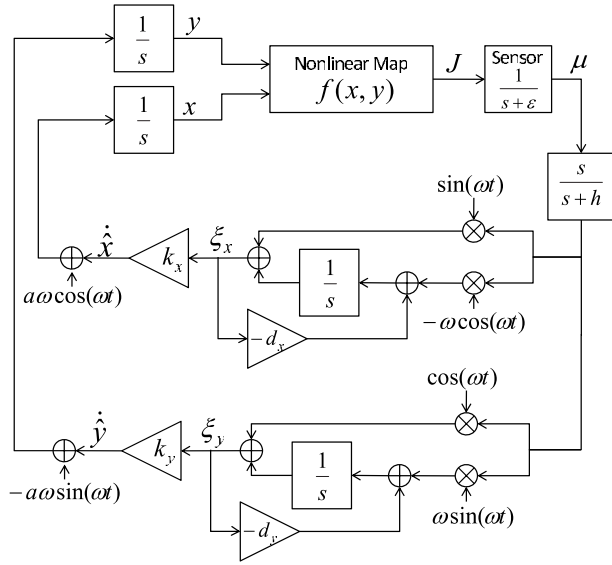 1/s
y
Nonlinear Map
f(x, y)
J
Sensor
1/(s+ε)
μ
1/s
x
s/(s+h)
sin(ωt)
ẋ̂
k_x
ξ_x
1/s
aωcos(ωt)
−d_x
−ωcos(ωt)
cos(ωt)
ẏ̂
k_y
ξ_y
1/s
−aωsin(ωt)
−d_y
ωsin(ωt)